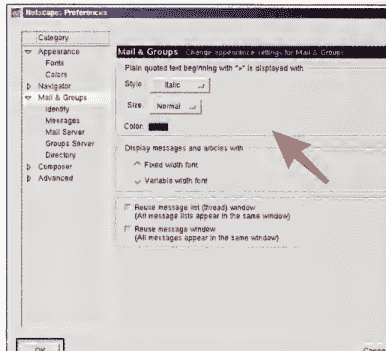 Netscape: Preferences
Category
Appearance
Fonts
Colors
Navigator
Mail & Groups
Identity
Messages
Mail Server
Groups Server
Directory
Composer
Advanced
Mail & Groups Change appearance settings for Mail & Groups
Plain quoted text beginning with ">" is displayed with
Style: Italic
Size: Normal
Color:
Display messages and articles with
Fixed width font
Variable width font
Reuse message list (thread) window
(All message lists appear in the same window)
Reuse message window
(All messages appear in the same window)
OK